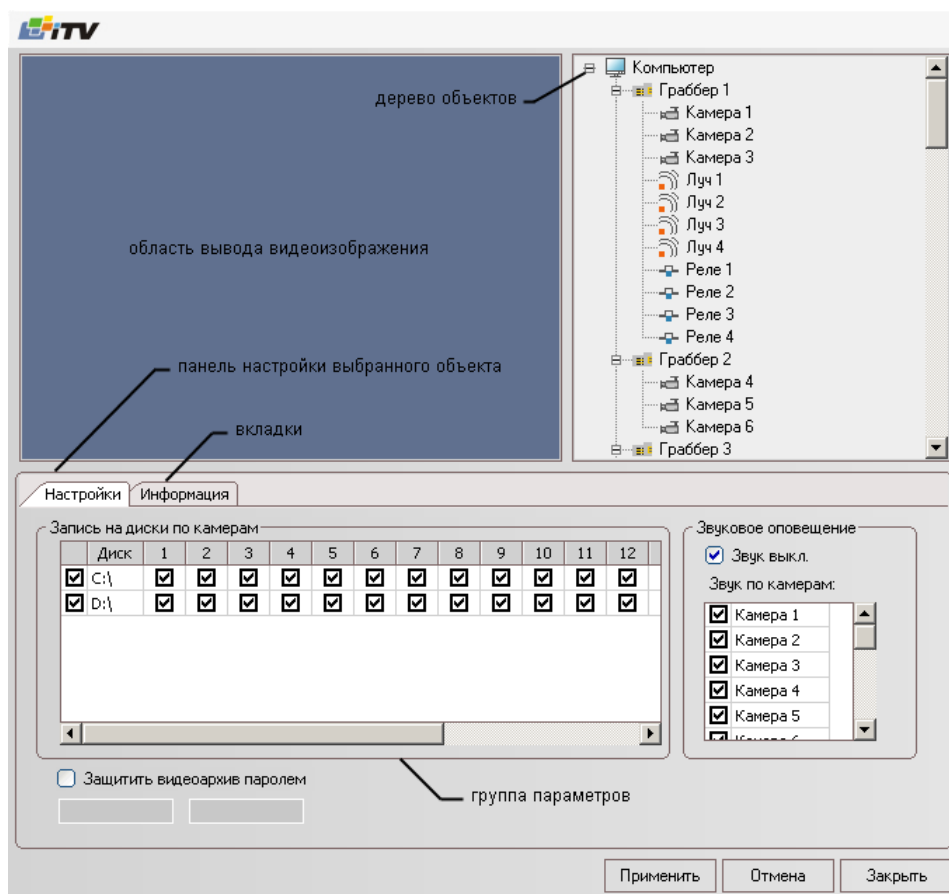 iTV
Компьютер
дерево объектов
Граббер 1
Камера 1
Камера 2
Камера 3
Луч 1
Луч 2
область вывода видеоизображения
Луч 3
Луч 4
Реле 1
Реле 2
Реле 3
Реле 4
панель настройки выбранного объекта
Граббер 2
Камера 4
Камера 5
вкладки
Камера 6
Граббер 3
Настройки Информация
Запись на диски по камерам
Диск 1 2 3 4 5 6 7 8 9 10 11 12
C:\
D:\
Звуковое оповещение
Звук выкл.
Звук по камерам:
Камера 1
Камера 2
Камера 3
Камера 4
Камера 5
Защитить видеоархив паролем
группа параметров
Применить Отмена Закрыть